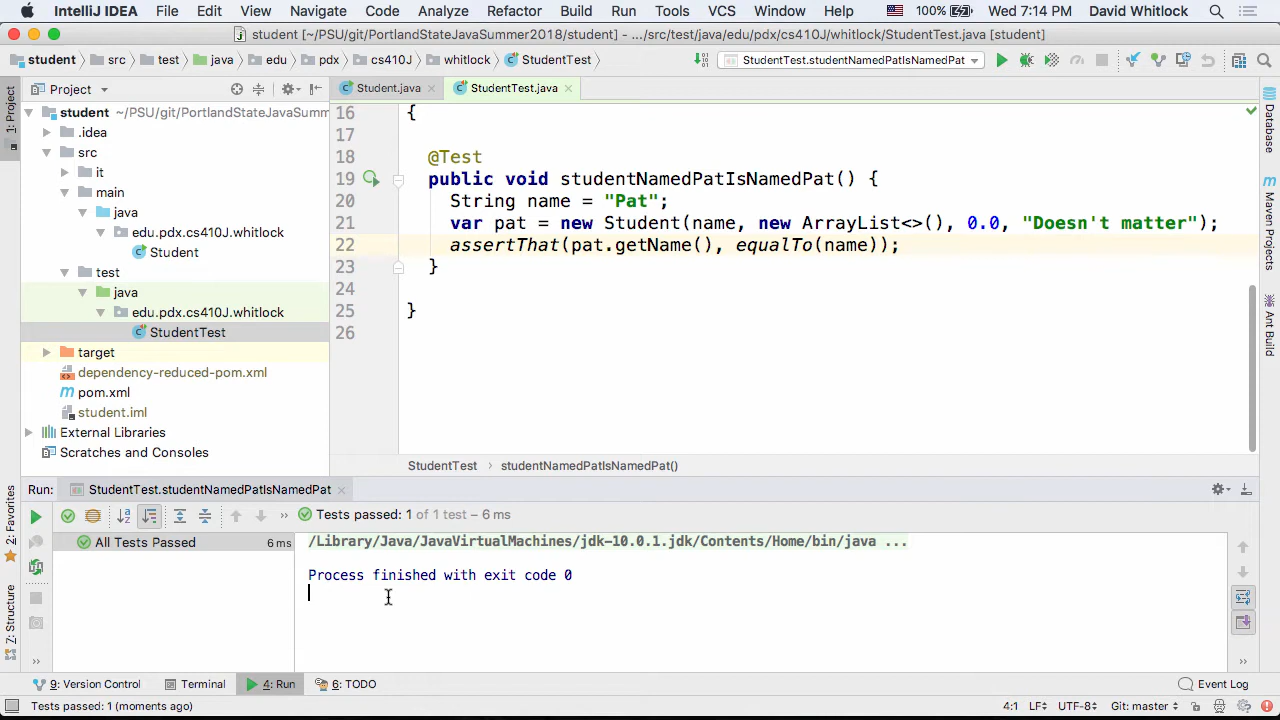 IntelliJ IDEA File Edit View Navigate Code Analyze Refactor Build Run Tools VCS Window Help 100% Wed 7:14 PM David Whitlock
student [~/PSU/git/PortlandStateJavaSummer2018/student] - .../src/test/java/edu/pdx/cs410J/whitlock/StudentTest.java [student]
student src test java edu pdx cs410J whitlock StudentTest StudentTest.studentNamedPatIsNamedPat
Project Student.java StudentTest.java
1: Project
student ~/PSU/git/PortlandStateJavaSumm
.idea
src
it
main
java
edu.pdx.cs410J.whitlock
Student
test
java
edu.pdx.cs410J.whitlock
StudentTest
target
dependency-reduced-pom.xml
pom.xml
student.iml
External Libraries
Scratches and Consoles
16 {
17
18 @Test
19 public void studentNamedPatIsNamedPat() {
20 String name = "Pat";
21 var pat = new Student(name, new ArrayList<>(), 0.0, "Doesn't matter");
22 assertThat(pat.getName(), equalTo(name));
23 }
24
25 }
26
StudentTest studentNamedPatIsNamedPat()
Database
Maven Projects
Ant Build
Run: StudentTest.studentNamedPatIsNamedPat
2: Favorites
Z: Structure
Tests passed: 1 of 1 test – 6 ms
All Tests Passed 6 ms
/Library/Java/JavaVirtualMachines/jdk-10.0.1.jdk/Contents/Home/bin/java ...
Process finished with exit code 0
9: Version Control Terminal 4: Run 6: TODO Event Log
Tests passed: 1 (moments ago) 4:1 LF÷ UTF-8÷ Git: master÷